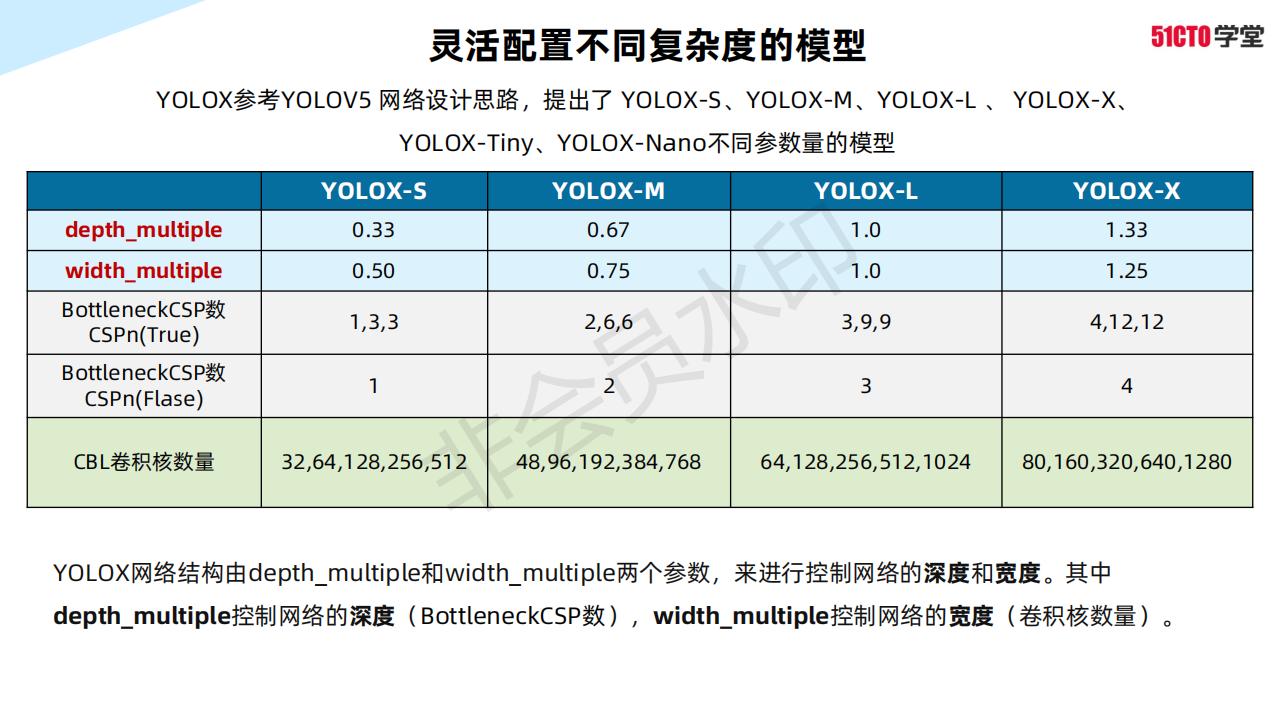 灵活配置不同复杂度的模型
51CTO学堂
YOLOX参考YOLOV5 网络设计思路，提出了 YOLOX-S、YOLOX-M、YOLOX-L 、 YOLOX-X、
YOLOX-Tiny、YOLOX-Nano不同参数量的模型
YOLOX-S YOLOX-M YOLOX-L YOLOX-X
depth_multiple 0.33 0.67 1.0 1.33
width_multiple 0.50 0.75 1.0 1.25
BottleneckCSP数
CSPn(True) 1,3,3 2,6,6 3,9,9 4,12,12
BottleneckCSP数
CSPn(Flase) 1 2 3 4
CBL卷积核数量 32,64,128,256,512 48,96,192,384,768 64,128,256,512,1024 80,160,320,640,1280
非会员水印
YOLOX网络结构由depth_multiple和width_multiple两个参数，来进行控制网络的深度和宽度。其中
depth_multiple控制网络的深度（BottleneckCSP数），width_multiple控制网络的宽度（卷积核数量）。